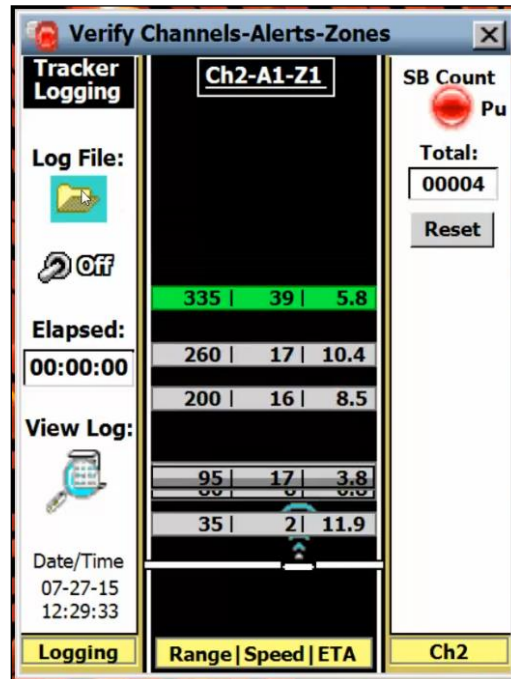 Verify Channels-Alerts-Zones
Tracker
Logging
Log File:
Off
Elapsed:
00:00:00
View Log:
Date/Time
07-27-15
12:29:33
Logging
Ch2-A1-Z1
335 | 39 | 5.8
260 | 17 | 10.4
200 | 16 | 8.5
95 | 17 | 3.8
35 | 2 | 11.9
Range|Speed|ETA
SB Count
Pu
Total:
00004
Reset
Ch2